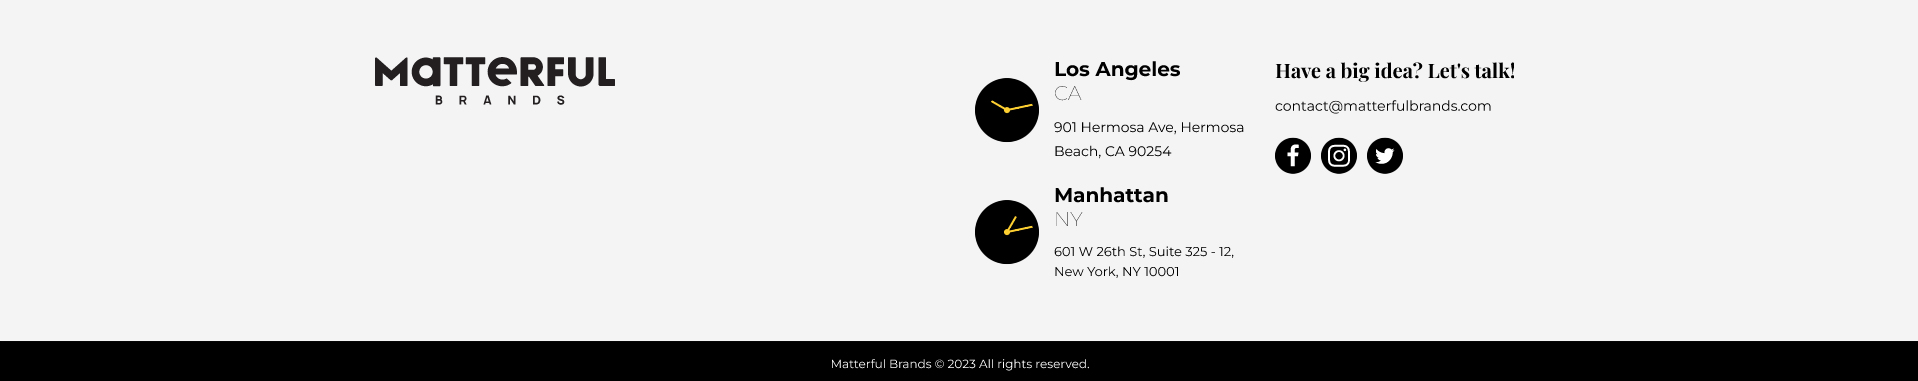 MATTERFUL
BRANDS
Los Angeles
CA
901 Hermosa Ave, Hermosa
Beach, CA 90254
Manhattan
NY
601 W 26th St, Suite 325 - 12,
New York, NY 10001
Have a big idea? Let's talk!
contact@matterfulbrands.com
Matterful Brands © 2023 All rights reserved.